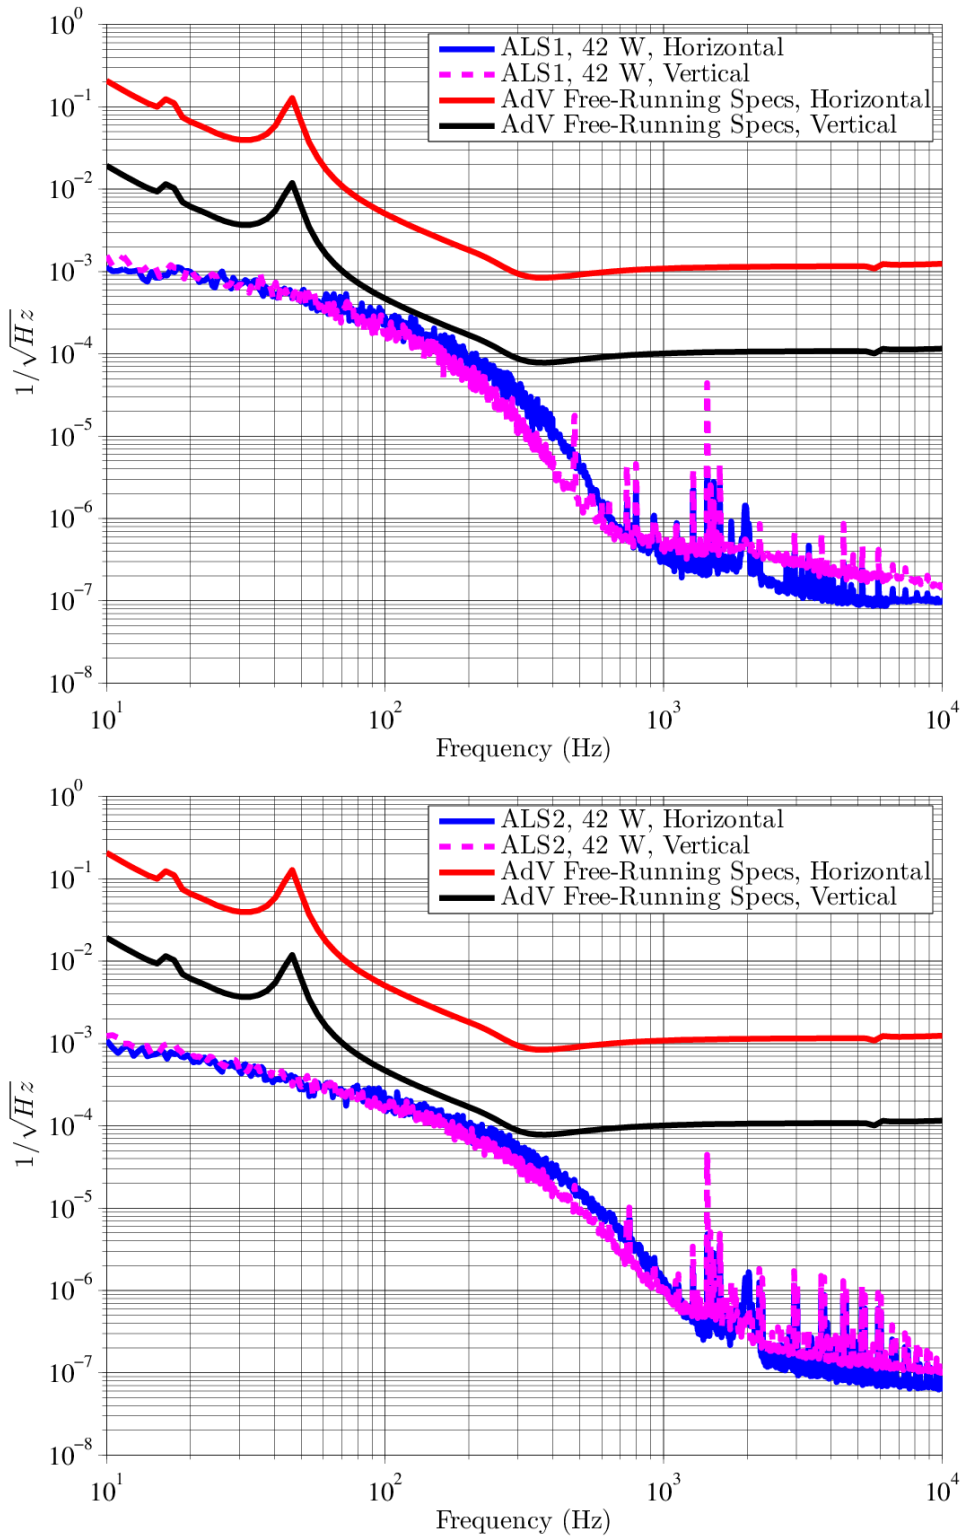 10^0
ALS1, 42 W, Horizontal
ALS1, 42 W, Vertical
AdV Free-Running Specs, Horizontal
AdV Free-Running Specs, Vertical
10^−1
10^−2
10^−3
10^−4
10^−5
10^−6
10^−7
10^−8
1/√Hz
10^1 10^2 10^3 10^4
Frequency (Hz)
10^0
ALS2, 42 W, Horizontal
ALS2, 42 W, Vertical
AdV Free-Running Specs, Horizontal
AdV Free-Running Specs, Vertical
10^−1
10^−2
10^−3
10^−4
10^−5
10^−6
10^−7
10^−8
1/√Hz
10^1 10^2 10^3 10^4
Frequency (Hz)